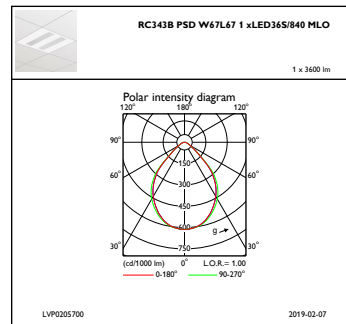 RC343B PSD W67L67 1 xLED36S/840 MLO
1 x 3600 lm
Polar intensity diagram
120° 180° 120°
90° 90°
150
60° 60°
300
450
600
g
30° 750 30°
(cd/1000 lm) 0° L.O.R.= 1.00
0-180° 90-270°
LVP0205700 2019-02-07